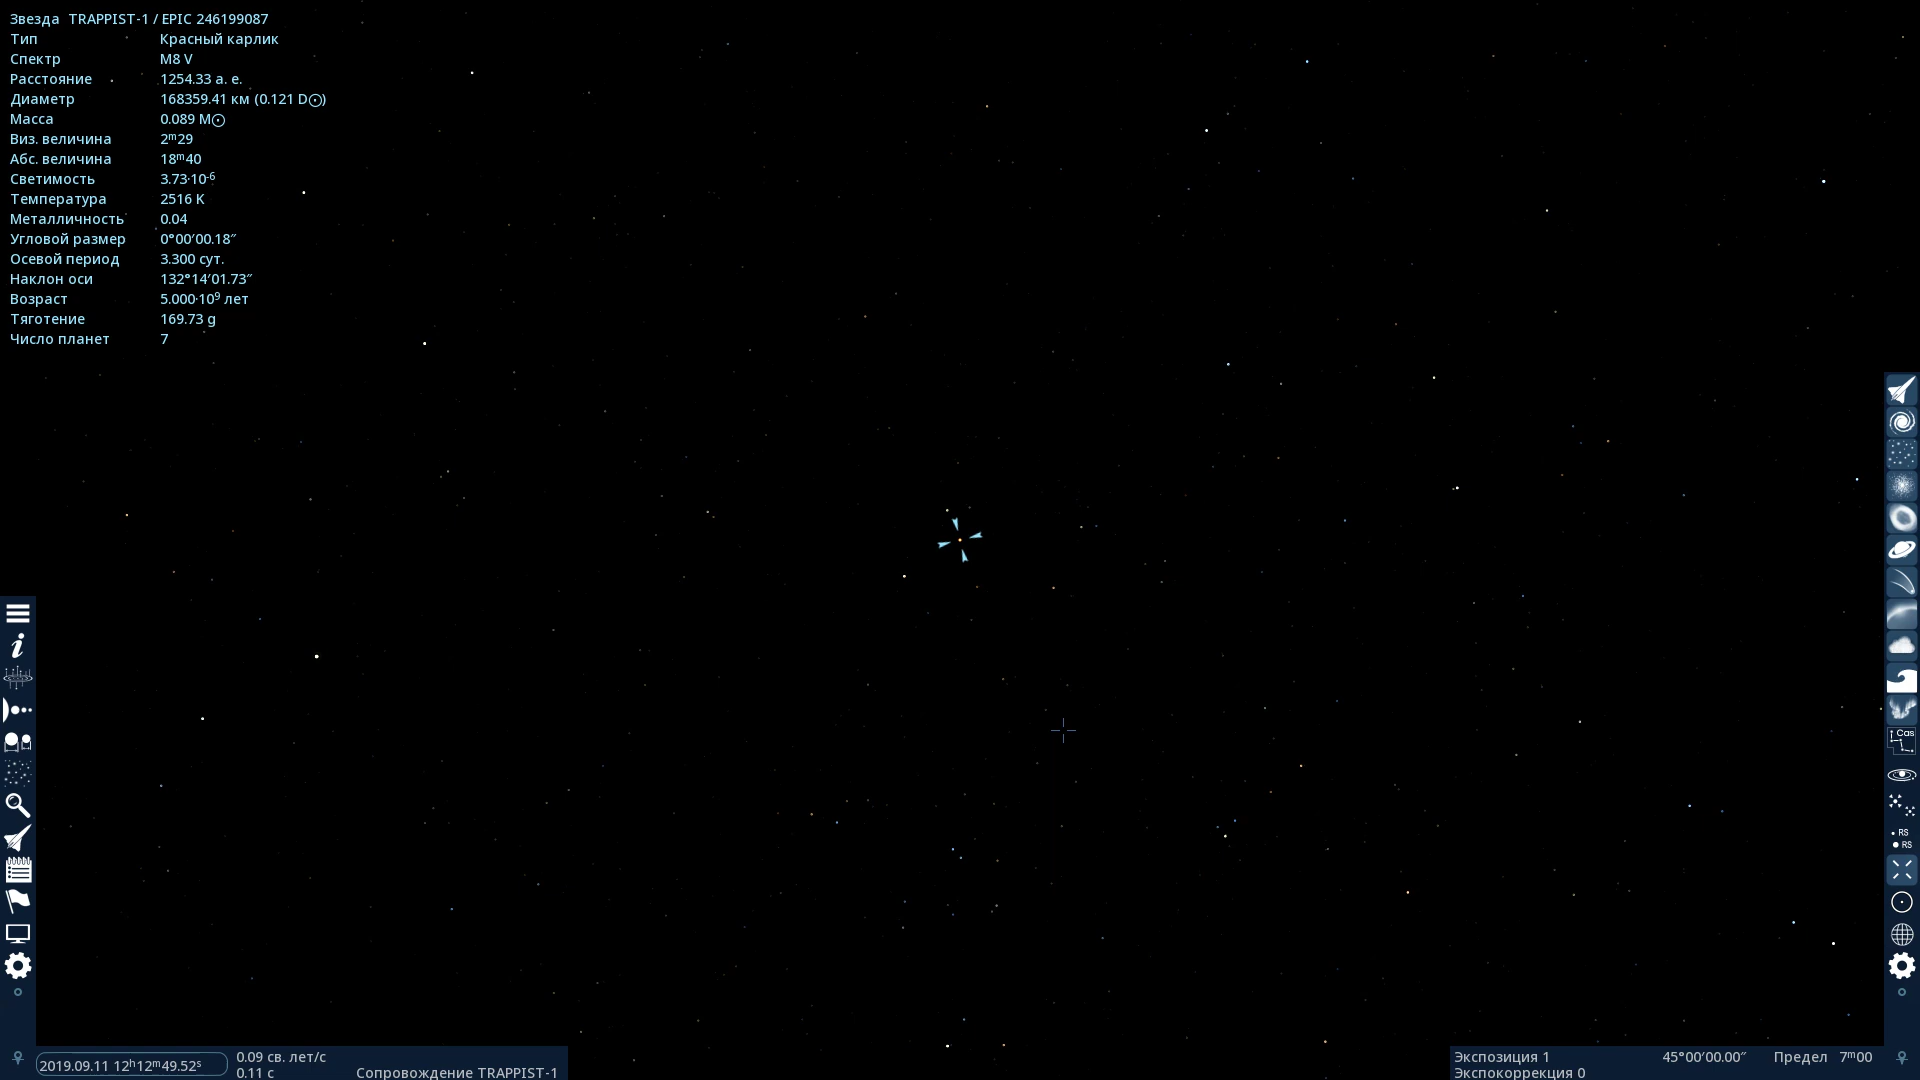 Звезда TRAPPIST-1 / EPIC 246199087
Тип Красный карлик
Спектр M8 V
Расстояние 1254.33 а. е.
Диаметр 168359.41 км (0.121 D☉)
Масса 0.089 M☉
Виз. величина 2ᵐ29
Абс. величина 18ᵐ40
Светимость 3.73·10⁻⁶
Температура 2516 K
Металличность 0.04
Угловой размер 0°00′00.18″
Осевой период 3.300 сут.
Наклон оси 132°14′01.73″
Возраст 5.000·10⁹ лет
Тяготение 169.73 g
Число планет 7
Cas
RS
RS
2019.09.11 12ʰ12ᵐ49.52ˢ
0.09 св. лет/с
0.11 с Сопровождение TRAPPIST-1
Экспозиция 1 45°00′00.00″ Предел 7ᵐ00
Экспокоррекция 0